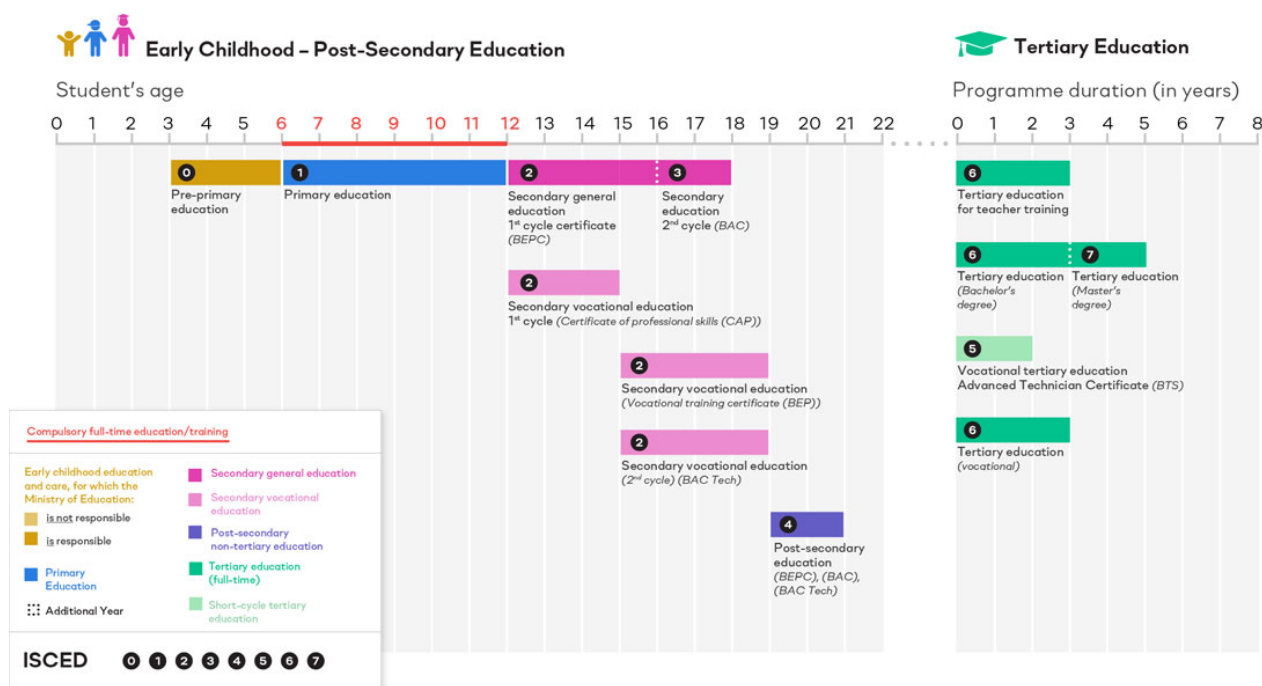 Early Childhood – Post-Secondary Education
Student's age
0 1 2 3 4 5 6 7 8 9 10 11 12 13 14 15 16 17 18 19 20 21 22
0
Pre-primary
education
1
Primary education
2
Secondary general
education
1st cycle certificate
(BEPC)
3
Secondary
education
2nd cycle (BAC)
2
Secondary vocational education
1st cycle (Certificate of professional skills (CAP))
2
Secondary vocational education
(Vocational training certificate (BEP))
2
Secondary vocational education
(2nd cycle) (BAC Tech)
4
Post-secondary
education
(BEPC), (BAC),
(BAC Tech)
Tertiary Education
Programme duration (in years)
0 1 2 3 4 5 6 7 8
6
Tertiary education
for teacher training
6
Tertiary education
(Bachelor's
degree)
7
Tertiary education
(Master's
degree)
5
Vocational tertiary education
Advanced Technician Certificate (BTS)
6
Tertiary education
(vocational)
Compulsory full-time education/training
Early childhood education
and care, for which the
Ministry of Education:
is not responsible
is responsible
Primary
Education
Additional Year
Secondary general education
Secondary vocational
education
Post-secondary
non-tertiary education
Tertiary education
(full-time)
Short-cycle tertiary
education
ISCED 0 1 2 3 4 5 6 7